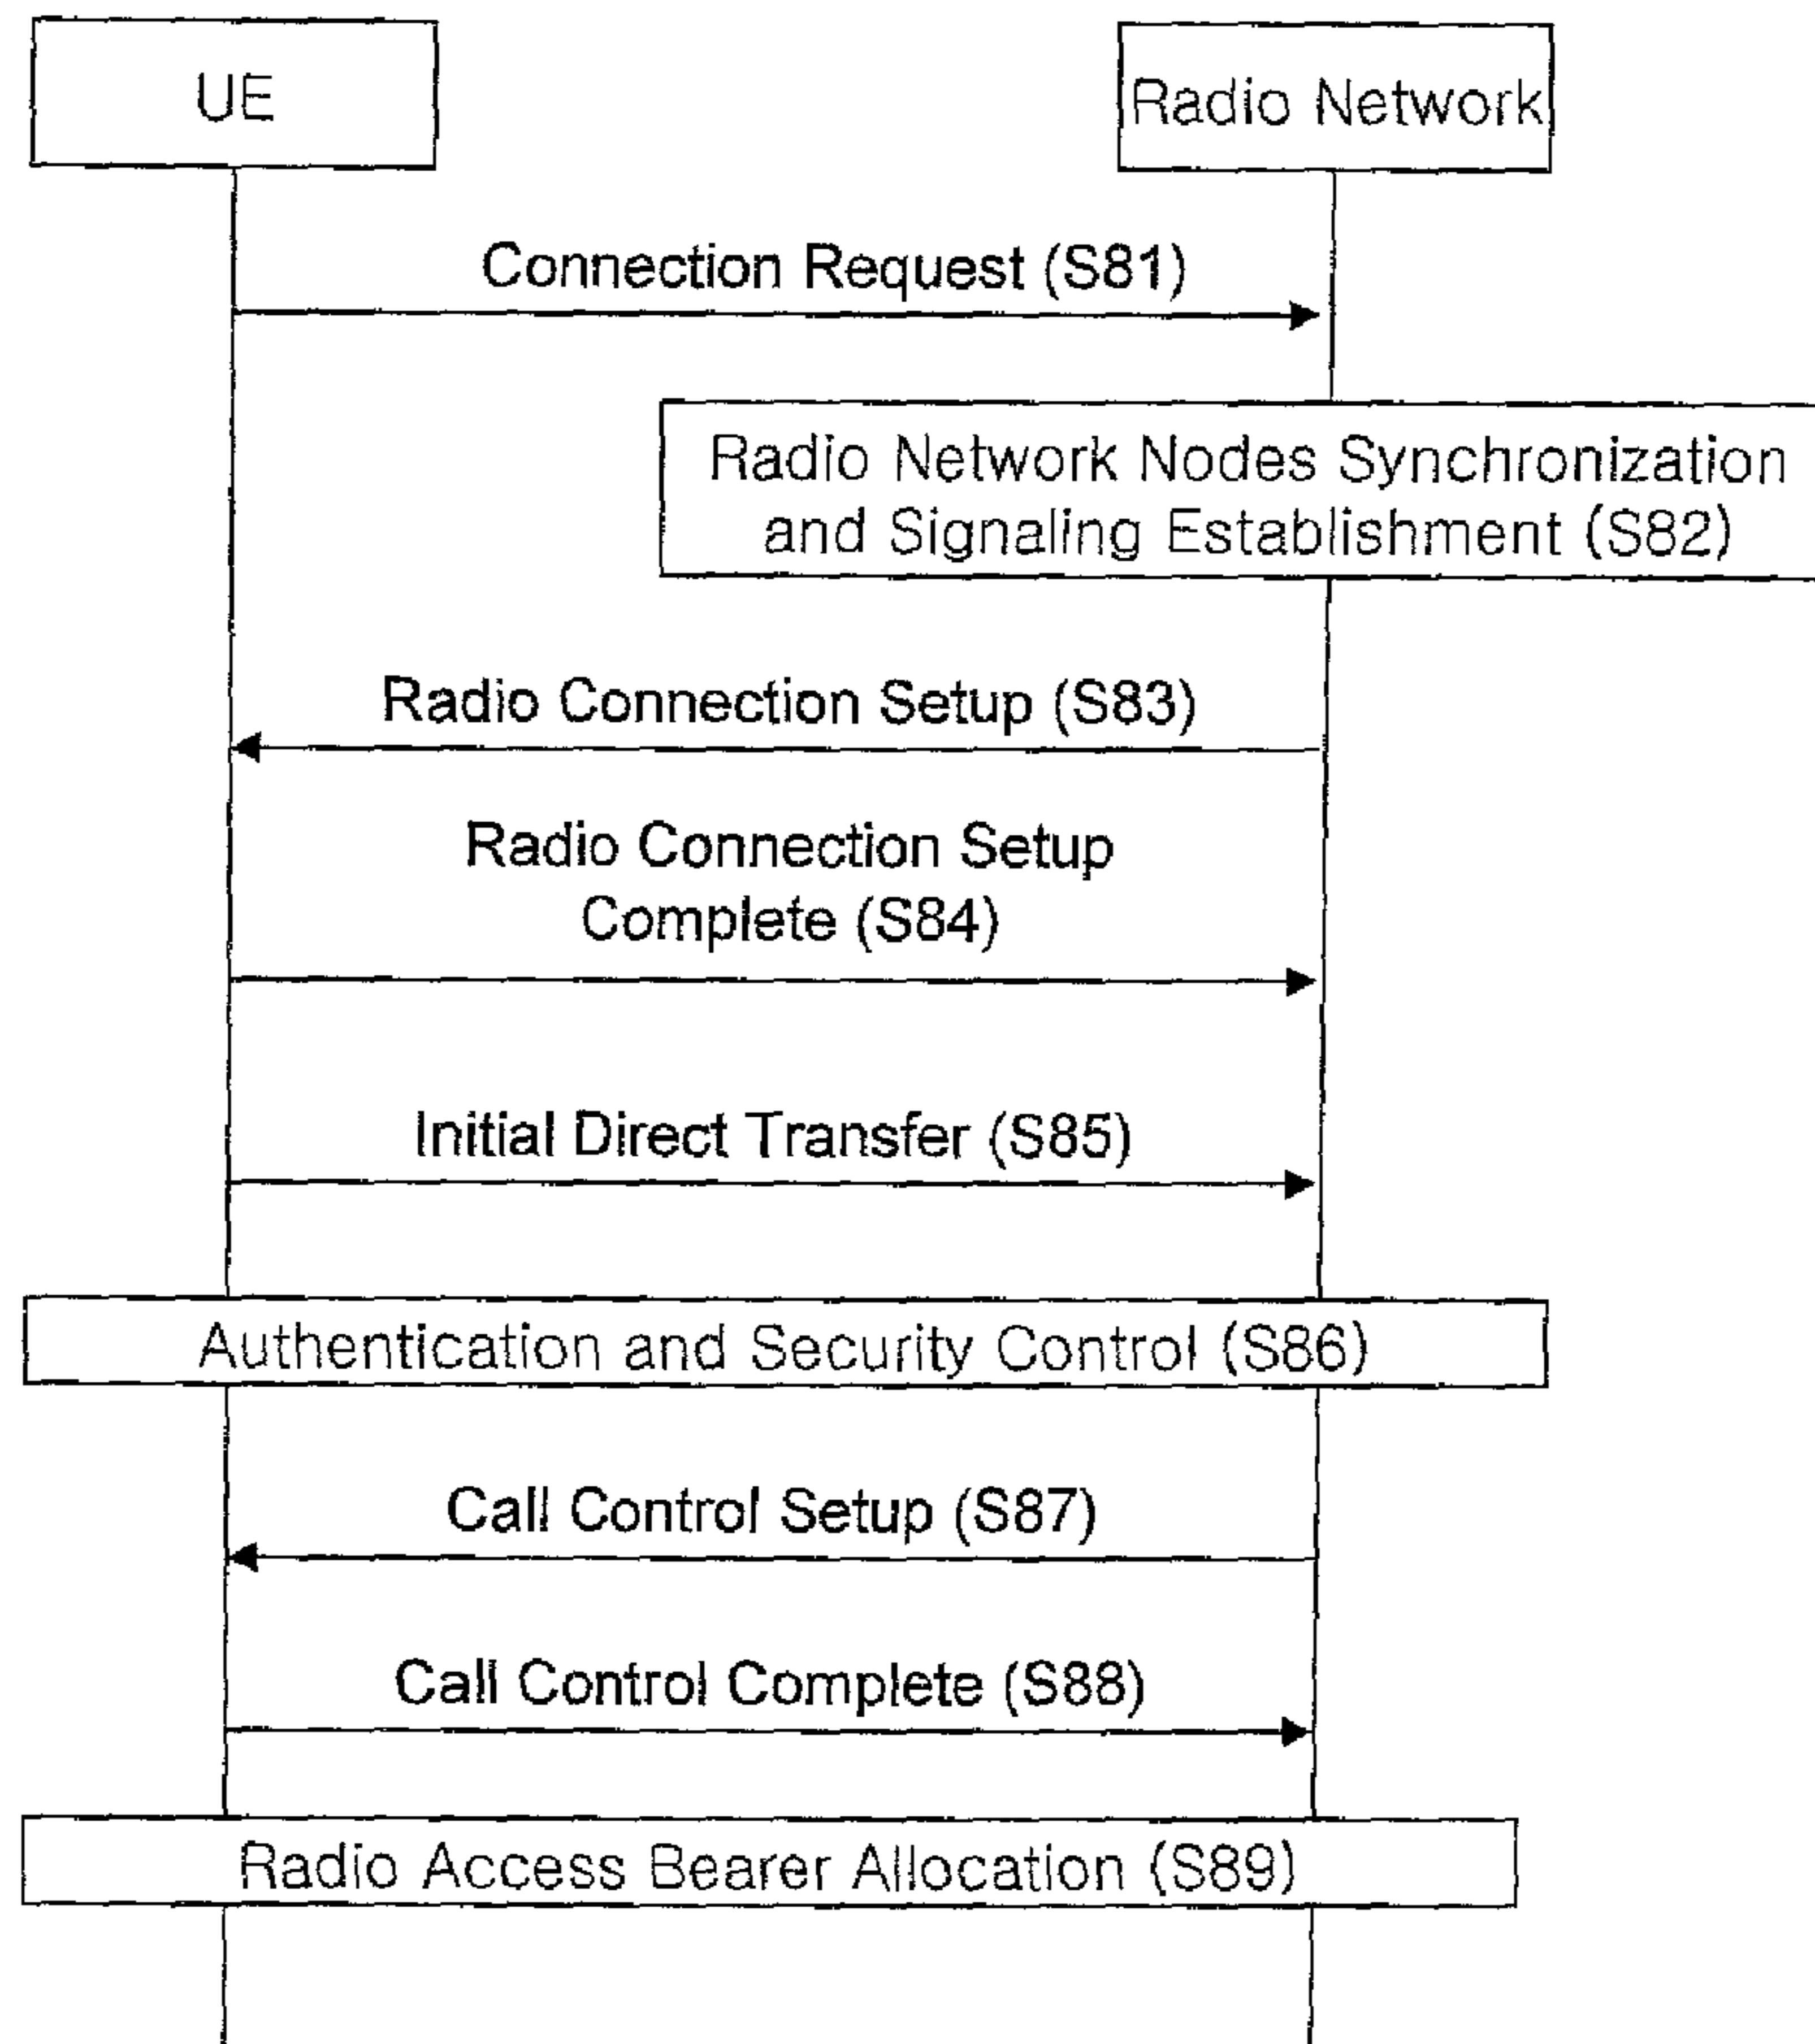 UE
Radio Network
Connection Request (S81)
Radio Network Nodes Synchronization
and Signaling Establishment (S82)
Radio Connection Setup (S83)
Radio Connection Setup
Complete (S84)
Initial Direct Transfer (S85)
Authentication and Security Control (S86)
Call Control Setup (S87)
Call Control Complete (S88)
Radio Access Bearer Allocation (S89)